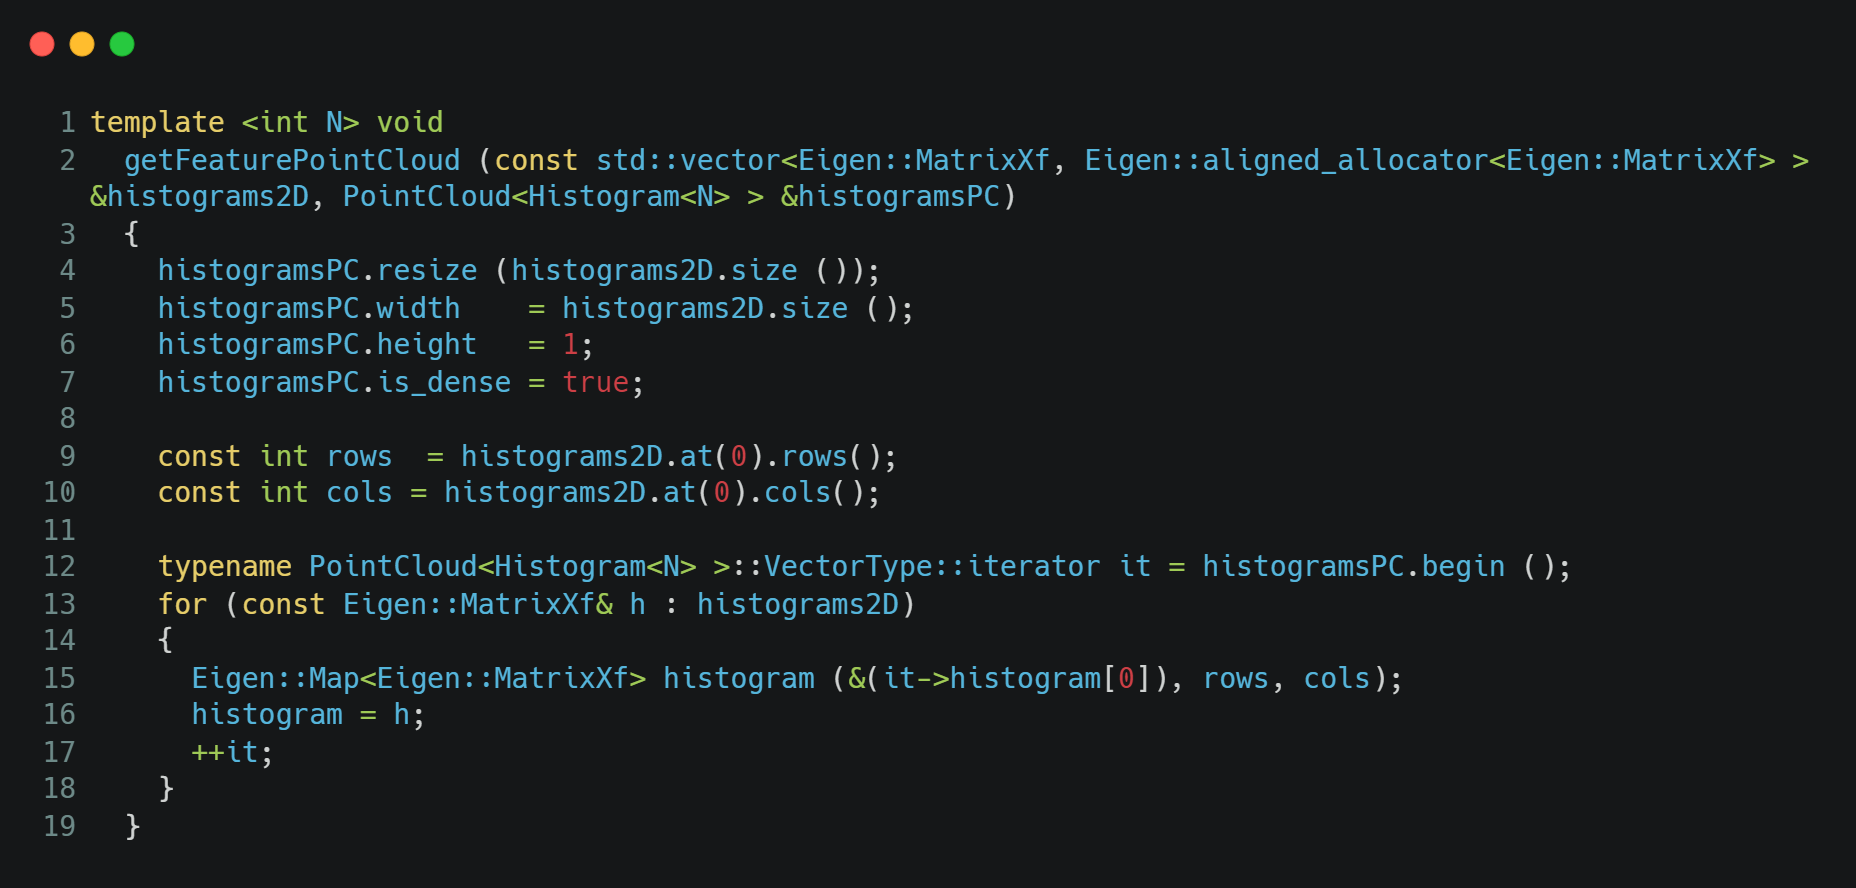 1 template <int N> void
2   getFeaturePointCloud (const std::vector<Eigen::MatrixXf, Eigen::aligned_allocator<Eigen::MatrixXf> >
&histograms2D, PointCloud<Histogram<N> > &histogramsPC)
3   {
4     histogramsPC.resize (histograms2D.size ());
5     histogramsPC.width    = histograms2D.size ();
6     histogramsPC.height   = 1;
7     histogramsPC.is_dense = true;
8
9     const int rows  = histograms2D.at(0).rows();
10     const int cols = histograms2D.at(0).cols();
11
12     typename PointCloud<Histogram<N> >::VectorType::iterator it = histogramsPC.begin ();
13     for (const Eigen::MatrixXf& h : histograms2D)
14     {
15       Eigen::Map<Eigen::MatrixXf> histogram (&(it->histogram[0]), rows, cols);
16       histogram = h;
17       ++it;
18     }
19   }